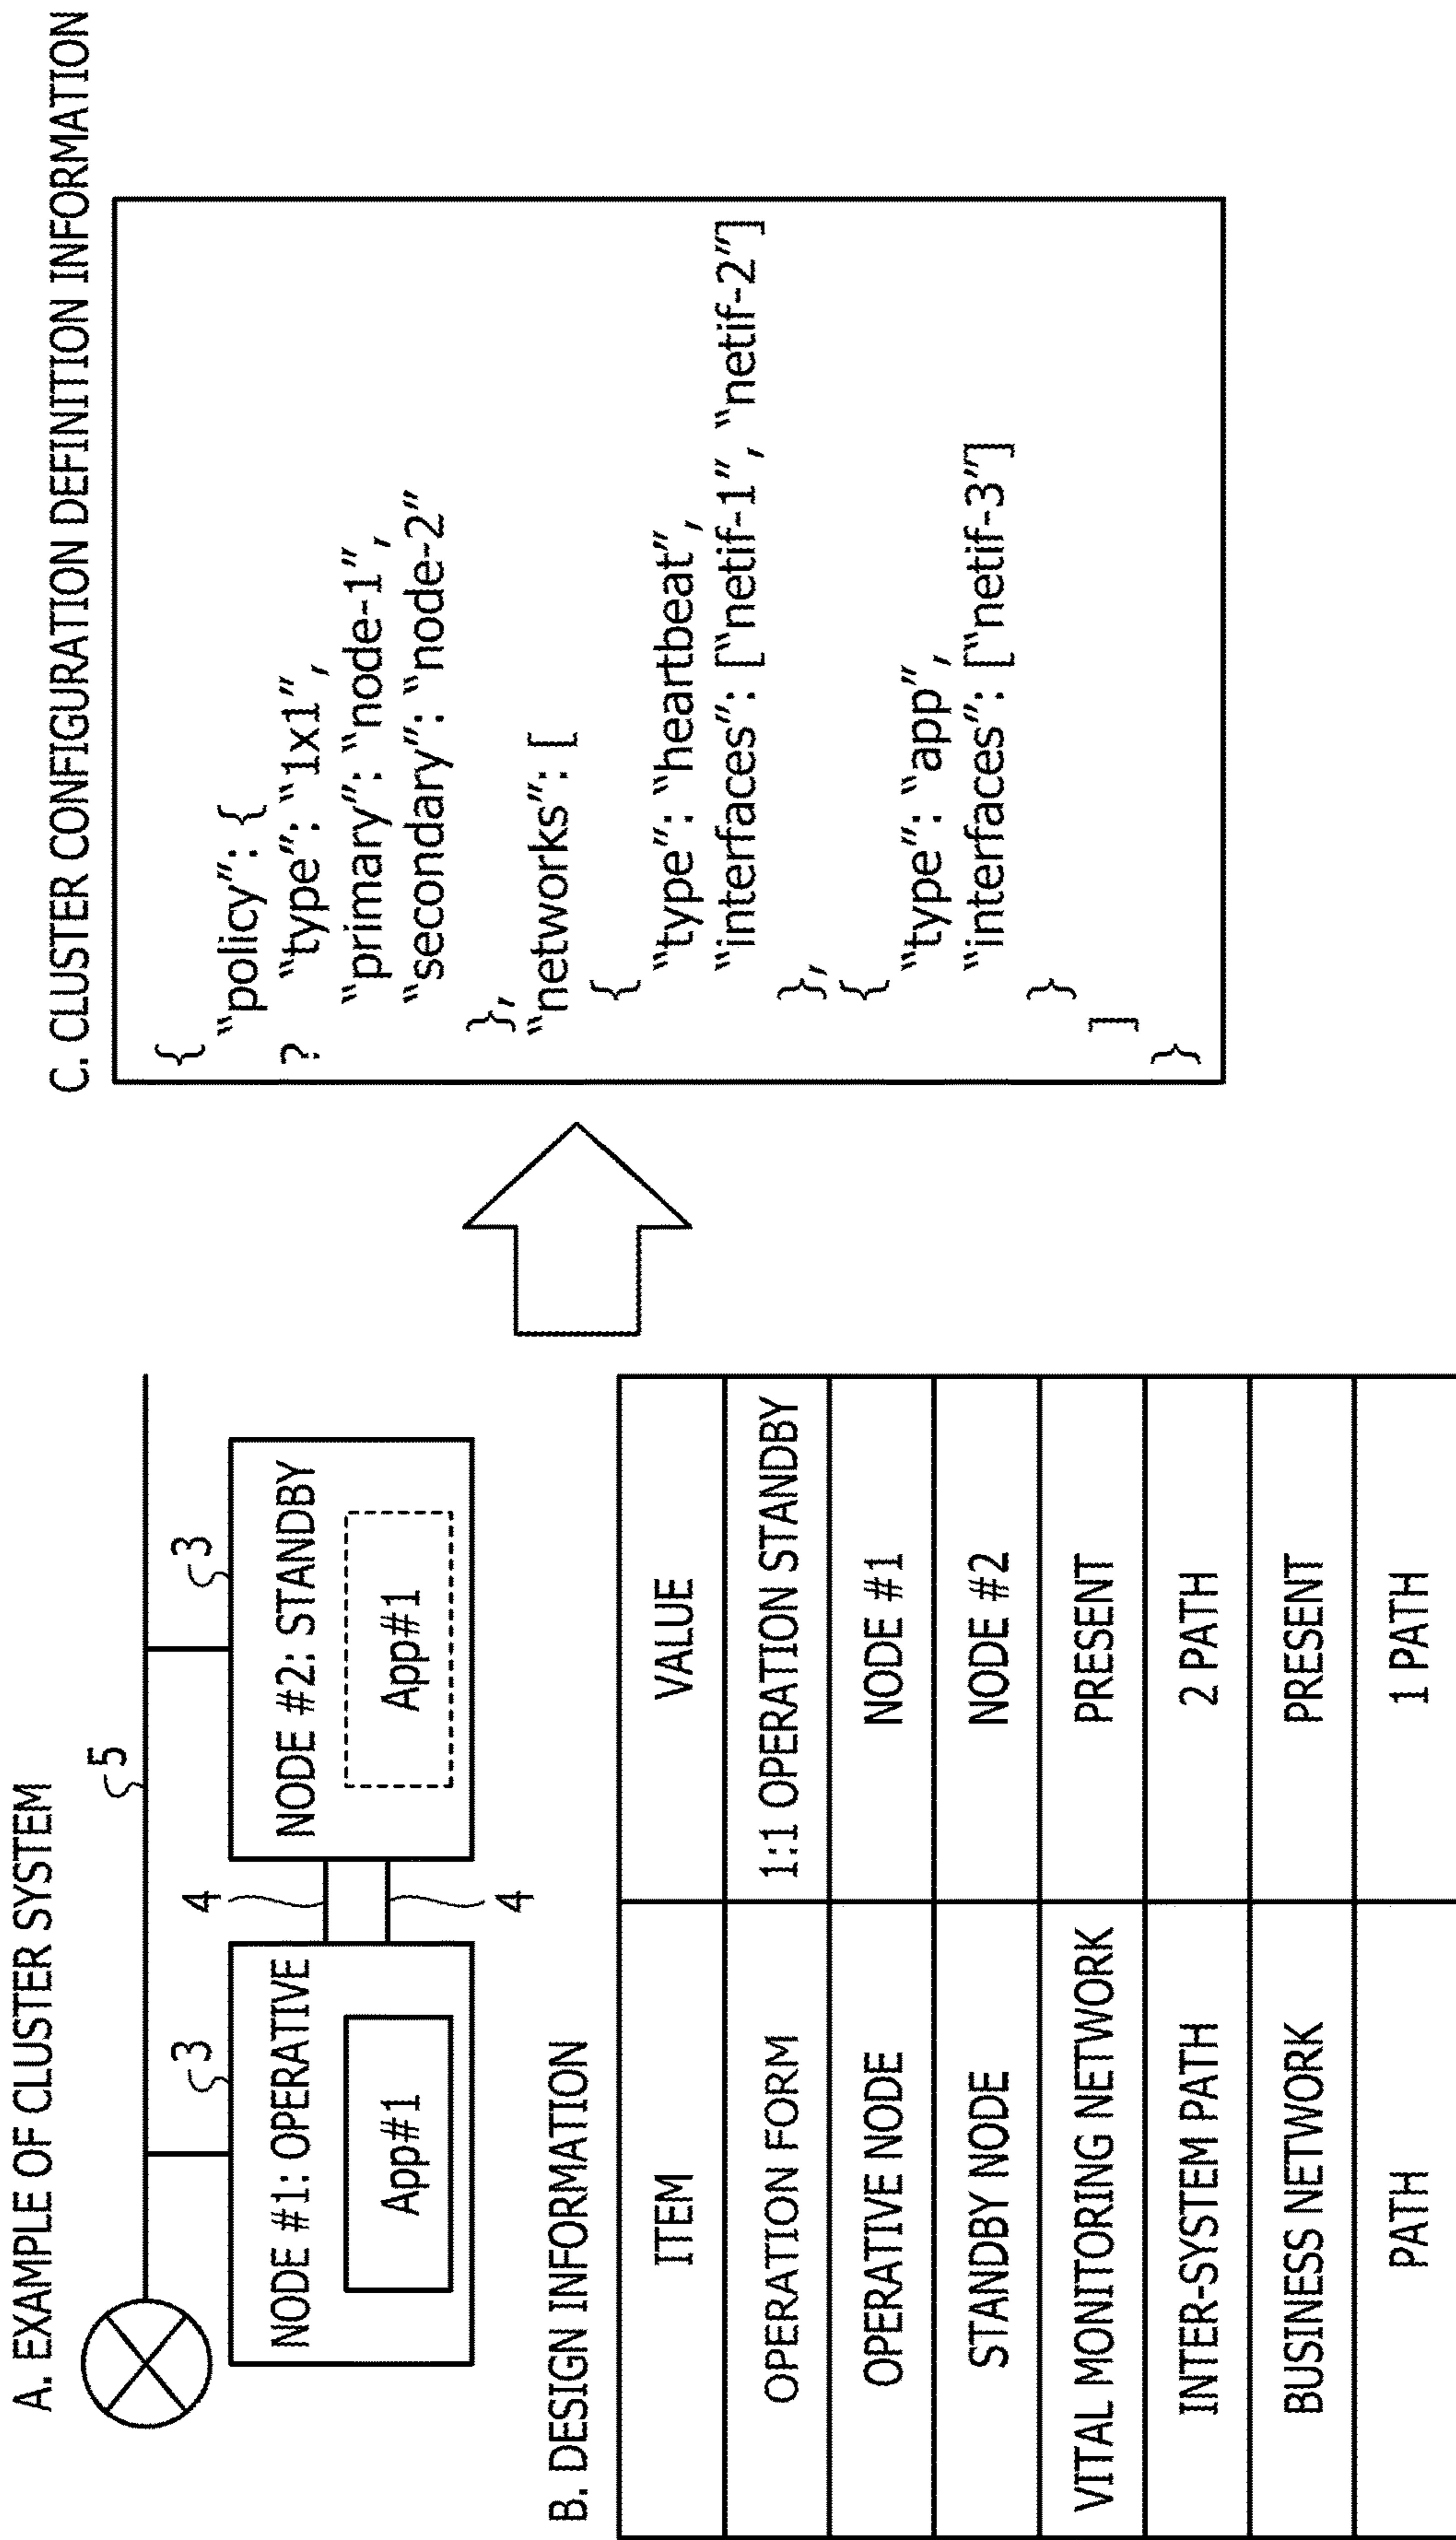 A. EXAMPLE OF CLUSTER SYSTEM
5
3
3
NODE #1: OPERATIVE
App#1
4
4
NODE #2: STANDBY
App#1
B. DESIGN INFORMATION
ITEM VALUE
OPERATION FORM 1:1 OPERATION STANDBY
OPERATIVE NODE NODE #1
STANDBY NODE NODE #2
VITAL MONITORING NETWORK PRESENT
INTER-SYSTEM PATH 2 PATH
BUSINESS NETWORK PRESENT
PATH 1 PATH
C. CLUSTER CONFIGURATION DEFINITION INFORMATION
{
“policy”: {
? “type”: “1x1”,
“primary”: “node-1”,
“secondary”: “node-2”
},
“networks”: [
{
“type”: “heartbeat”,
“interfaces”: [“netif-1”, “netif-2”]
},
{
“type”: “app”,
“interfaces”: [“netif-3”]
}
]
}